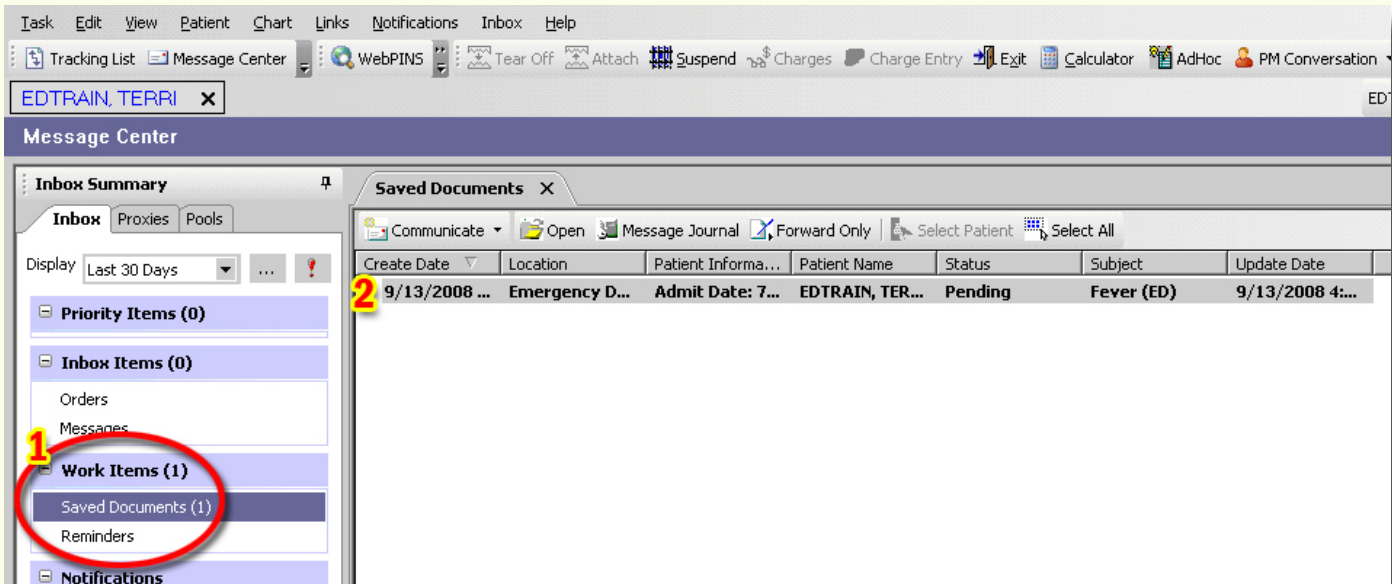 Task Edit View Patient Chart Links Notifications Inbox Help
Tracking List Message Center WebPINS Tear Off Attach Suspend Charges Charge Entry Exit Calculator AdHoc PM Conversation
EDTRAIN, TERRI X EDT
Message Center
Inbox Summary
Saved Documents X
Inbox Proxies Pools
Communicate Open Message Journal Forward Only Select Patient Select All
Display Last 30 Days ... !
Create Date Location Patient Informa... Patient Name Status Subject Update Date
2 9/13/2008 ... Emergency D... Admit Date: 7... EDTRAIN, TER... Pending Fever (ED) 9/13/2008 4:...
Priority Items (0)
Inbox Items (0)
Orders
Messages
1
Work Items (1)
Saved Documents (1)
Reminders
Notifications